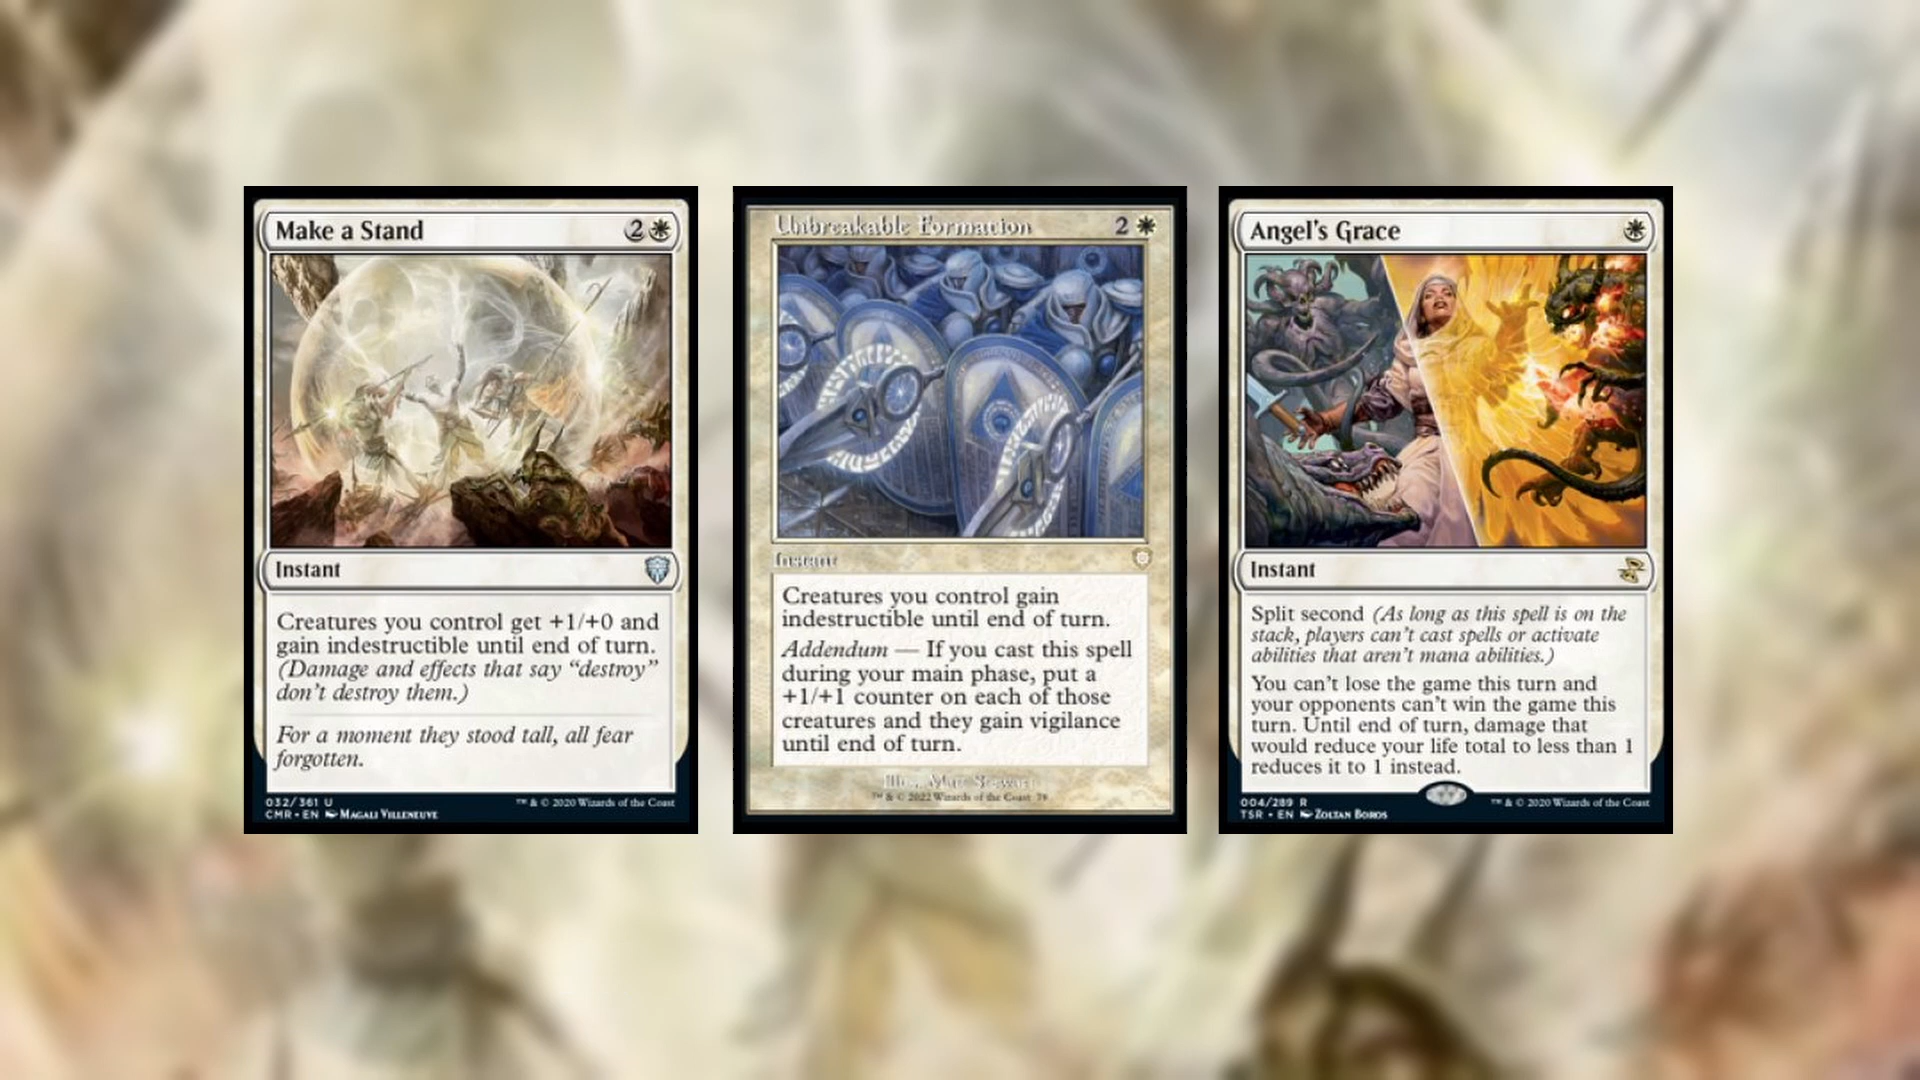 Make a Stand 2
Instant
Creatures you control get +1/+0 and
gain indestructible until end of turn.
(Damage and effects that say “destroy”
don’t destroy them.)
For a moment they stood tall, all fear
forgotten.
032/361 U
CMR • EN MAGALI VILLENEUVE
™ & © 2020 Wizards of the Coast
Unbreakable Formation 2
Instant
Creatures you control gain
indestructible until end of turn.
Addendum — If you cast this spell
during your main phase, put a
+1/+1 counter on each of those
creatures and they gain vigilance
until end of turn.
Illus. Mat Stewart
™ & © 2022 Wizards of the Coast 79
Angel’s Grace
Instant
Split second (As long as this spell is on the
stack, players can’t cast spells or activate
abilities that aren’t mana abilities.)
You can’t lose the game this turn and
your opponents can’t win the game this
turn. Until end of turn, damage that
would reduce your life total to less than 1
reduces it to 1 instead.
004/289 R
TSR • EN ZOLTAN BOROS
™ & © 2020 Wizards of the Coast